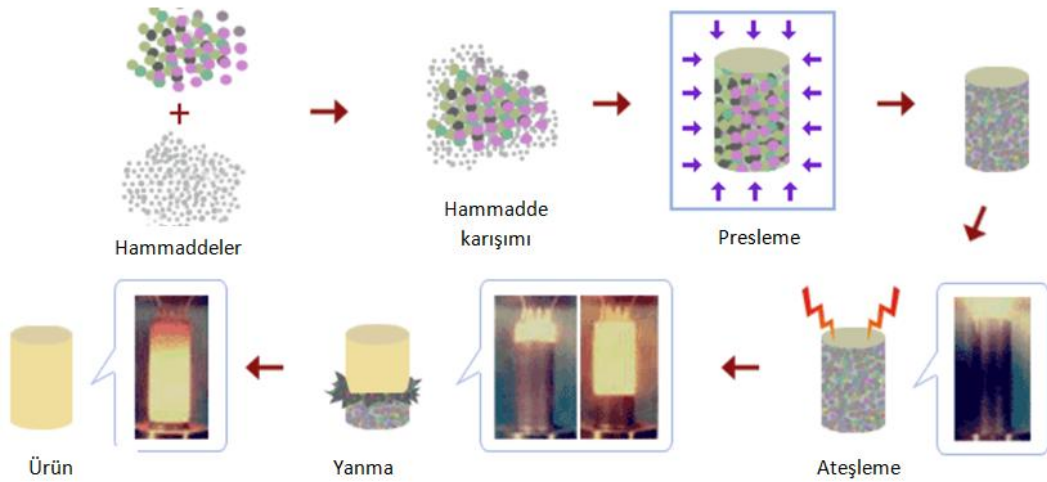 Hammaddeler
Hammadde
karışımı
Presleme
Ateşleme
Yanma
Ürün